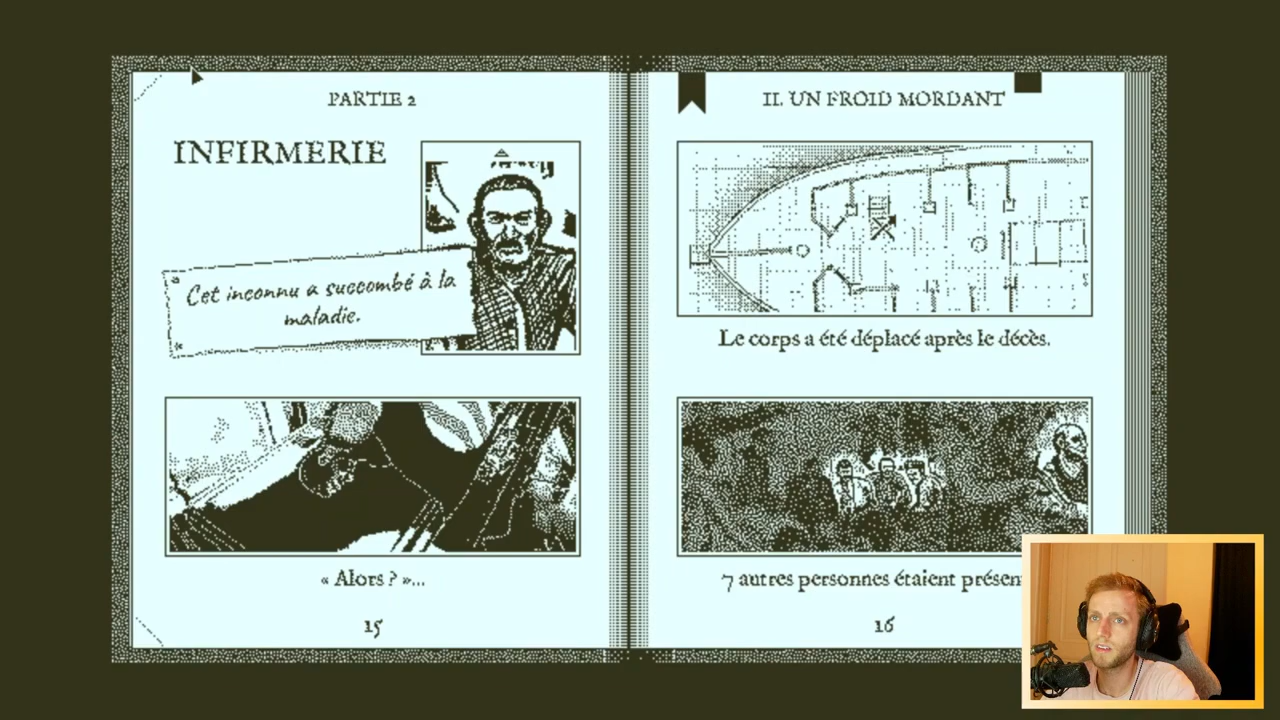 PARTIE 2
INFIRMERIE
Cet inconnu a succombé à la
maladie.
« Alors ? »...
15
II. UN FROID MORDANT
Le corps a été déplacé après le décès.
7 autres personnes étaient
16